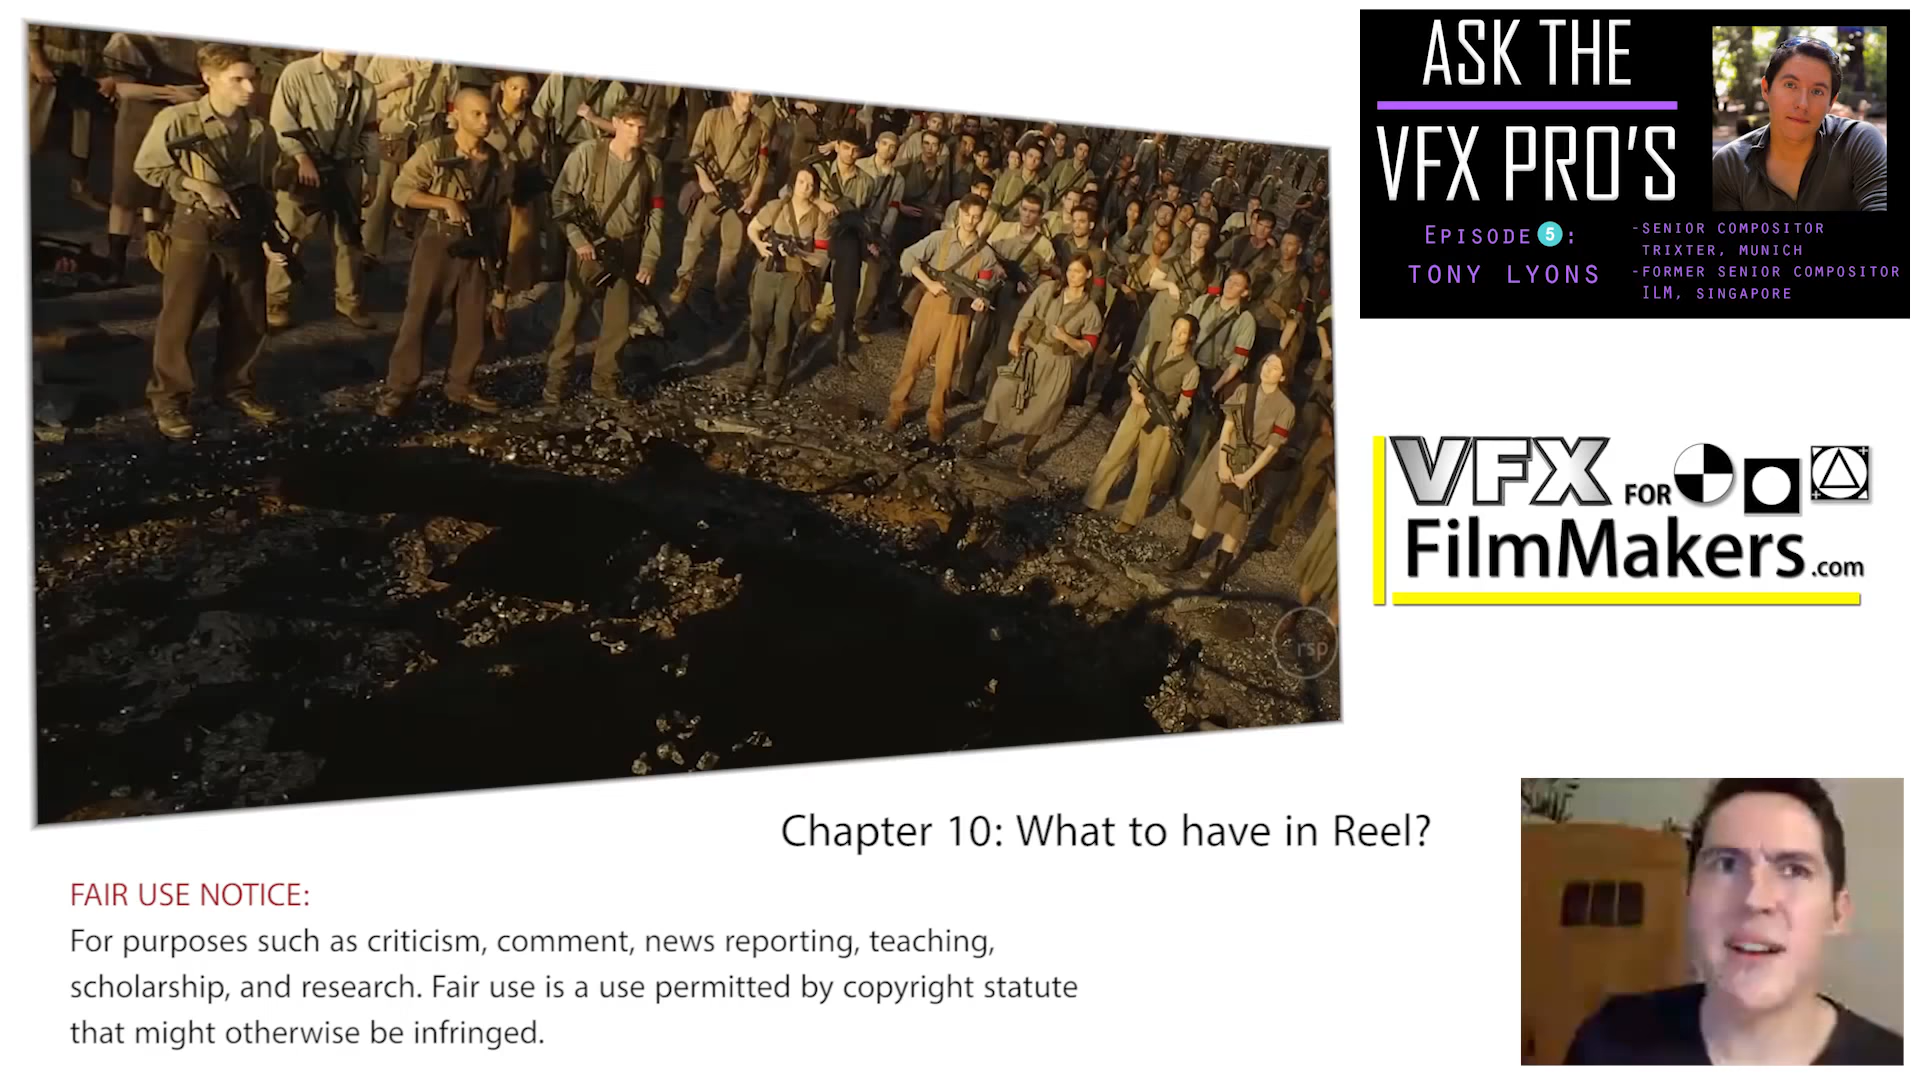 ASK THE
VFX PRO'S
EPISODE 5:
TONY LYONS
-SENIOR COMPOSITOR
TRIXTER, MUNICH
-FORMER SENIOR COMPOSITOR
ILM, SINGAPORE
VFX FOR
FilmMakers.com
rsp
Chapter 10: What to have in Reel?
FAIR USE NOTICE:
For purposes such as criticism, comment, news reporting, teaching,
scholarship, and research. Fair use is a use permitted by copyright statute
that might otherwise be infringed.